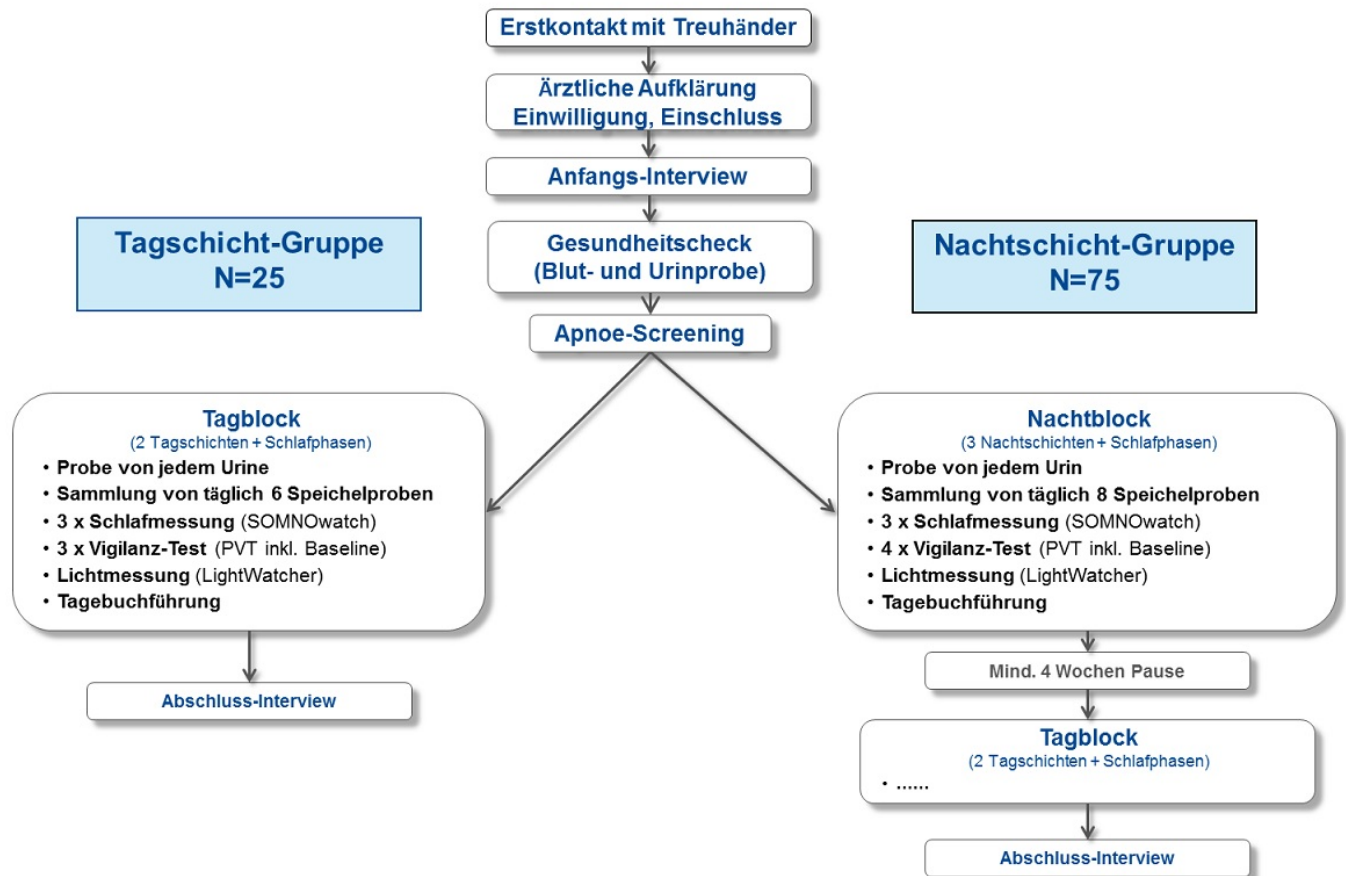 Erstkontakt mit Treuhänder
Ärztliche Aufklärung
Einwilligung, Einschluss
Anfangs-Interview
Gesundheitscheck
(Blut- und Urinprobe)
Apnoe-Screening
Tagschicht-Gruppe
N=25
Nachtschicht-Gruppe
N=75
Tagblock
(2 Tagschichten + Schlafphasen)
• Probe von jedem Urine
• Sammlung von täglich 6 Speichelproben
• 3 x Schlafmessung (SOMNOwatch)
• 3 x Vigilanz-Test (PVT inkl. Baseline)
• Lichtmessung (LightWatcher)
• Tagebuchführung
Abschluss-Interview
Nachtblock
(3 Nachtschichten + Schlafphasen)
• Probe von jedem Urin
• Sammlung von täglich 8 Speichelproben
• 3 x Schlafmessung (SOMNOwatch)
• 4 x Vigilanz-Test (PVT inkl. Baseline)
• Lichtmessung (LightWatcher)
• Tagebuchführung
Mind. 4 Wochen Pause
Tagblock
(2 Tagschichten + Schlafphasen)
• ......
Abschluss-Interview